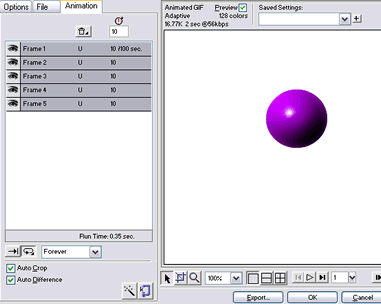 Options File Animation
10
Frame 1 U 10 /100 sec.
Frame 2 U 10
Frame 3 U 10
Frame 4 U 10
Frame 5 U 10
Run Time: 0.35 sec.
Forever
Auto Crop
Auto Difference
Animated GIF Preview
Adaptive 128 colors
16.77K 2 sec @56kbps
Saved Settings:
100%
1
Export... OK Cancel